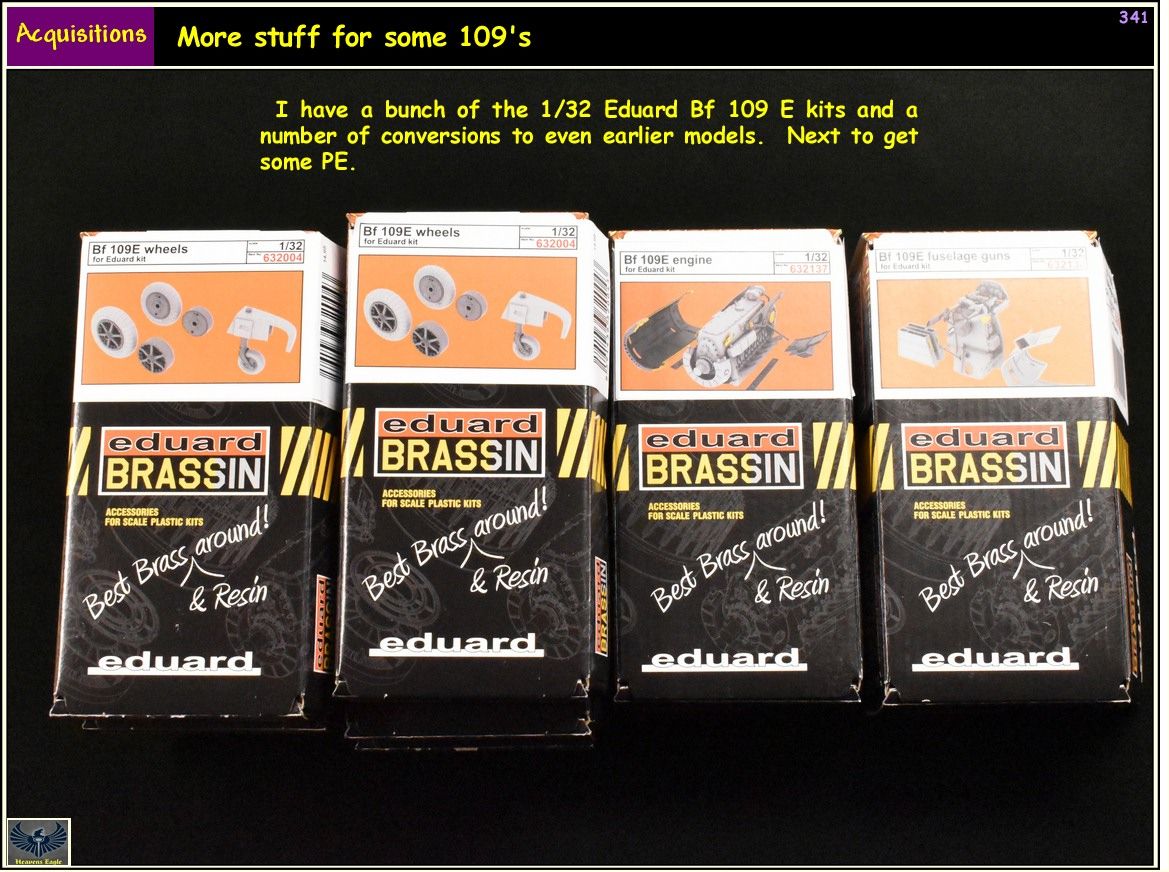 Acquisitions
More stuff for some 109's
341
I have a bunch of the 1/32 Eduard Bf 109 E kits and a
number of conversions to even earlier models. Next to get
some PE.
Bf 109E wheels
for Eduard kit
1/32
632004
Bf 109E wheels
for Eduard kit
1/32
632004
Bf 109E engine
for Eduard kit
1/32
632137
Bf 109E fuselage guns
for Eduard kit
1/32
eduard
BRASSIN
ACCESSORIES
FOR SCALE PLASTIC KITS
Best Brass around!
& Resin
eduard
eduard
BRASSIN
eduard
BRASSIN
ACCESSORIES
FOR SCALE PLASTIC KITS
Best Brass around!
& Resin
eduard
eduard
BRASSIN
eduard
BRASSIN
ACCESSORIES
FOR SCALE PLASTIC KITS
Best Brass around!
& Resin
eduard
eduard
BRASSIN
ACCESSORIES
FOR SCALE PLASTIC KITS
Best Brass around!
& Resin
eduard
Heavens Eagle